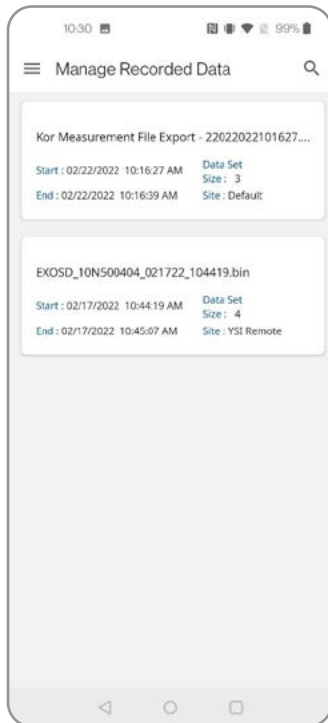 10:30 99%
Manage Recorded Data
Kor Measurement File Export - 22022022101627....
Start : 02/22/2022 10:16:27 AM
Data Set
Size : 3
End : 02/22/2022 10:16:39 AM
Site : Default
EXOSD_10N500404_021722_104419.bin
Start : 02/17/2022 10:44:19 AM
Data Set
Size : 4
End : 02/17/2022 10:45:07 AM
Site : YSI Remote